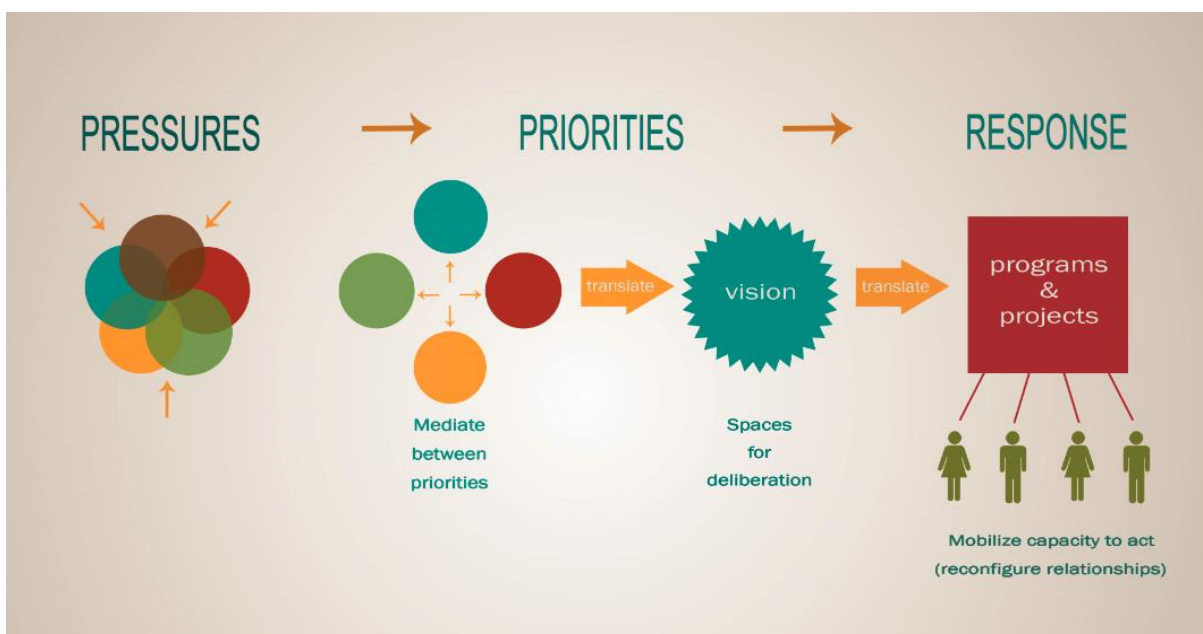 PRESSURES
PRIORITIES
RESPONSE
translate
vision
translate
programs
&
projects
Mediate
between
priorities
Spaces
for
deliberation
Mobilize capacity to act
(reconfigure relationships)